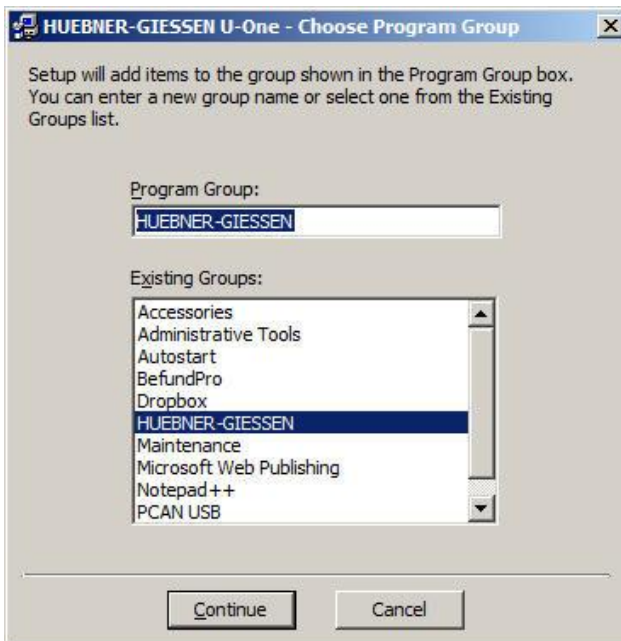 HUEBNER-GIESSEN U-One - Choose Program Group
Setup will add items to the group shown in the Program Group box.
You can enter a new group name or select one from the Existing
Groups list.
Program Group:
HUEBNER-GIESSEN
Existing Groups:
Accessories
Administrative Tools
Autostart
BefundPro
Dropbox
HUEBNER-GIESSEN
Maintenance
Microsoft Web Publishing
Notepad++
PCAN USB
Continue
Cancel